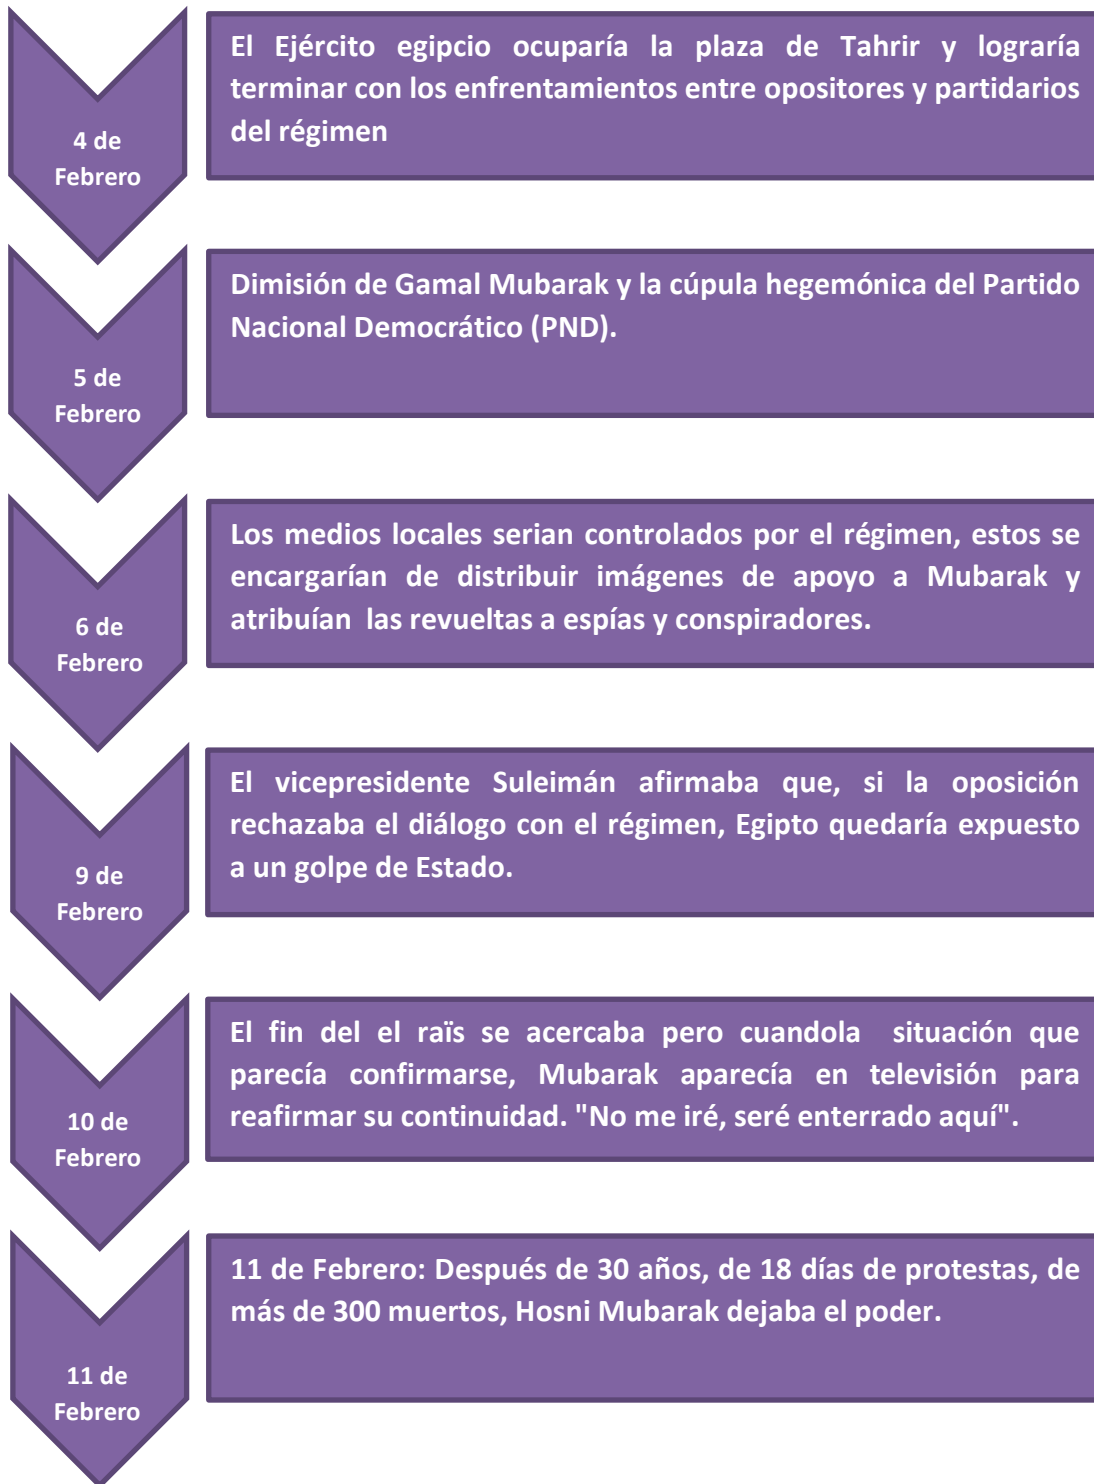 4 de
Febrero
El Ejército egipcio ocuparía la plaza de Tahrir y lograría
terminar con los enfrentamientos entre opositores y partidarios
del régimen
5 de
Febrero
Dimisión de Gamal Mubarak y la cúpula hegemónica del Partido
Nacional Democrático (PND).
6 de
Febrero
Los medios locales serian controlados por el régimen, estos se
encargarían de distribuir imágenes de apoyo a Mubarak y
atribuían  las revueltas a espías y conspiradores.
9 de
Febrero
El vicepresidente Suleimán afirmaba que, si la oposición
rechazaba el diálogo con el régimen, Egipto quedaría expuesto
a un golpe de Estado.
10 de
Febrero
El fin del el raïs se acercaba pero cuandola  situación que
parecía confirmarse, Mubarak aparecía en televisión para
reafirmar su continuidad. "No me iré, seré enterrado aquí".
11 de
Febrero
11 de Febrero: Después de 30 años, de 18 días de protestas, de
más de 300 muertos, Hosni Mubarak dejaba el poder.